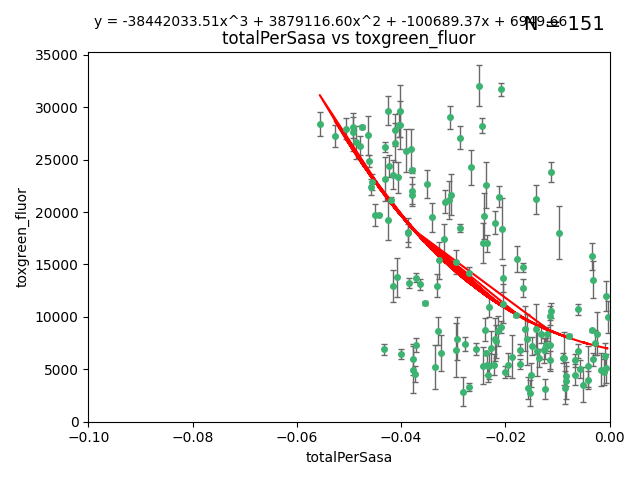 y = -38442033.51x^3 + 3879116.60x^2 + -100689.37x + 6949.66
N = 151
totalPerSasa vs toxgreen_fluor
35000
30000
25000
20000
15000
10000
5000
0
toxgreen_fluor
−0.10 −0.08 −0.06 −0.04 −0.02 0.00
totalPerSasa